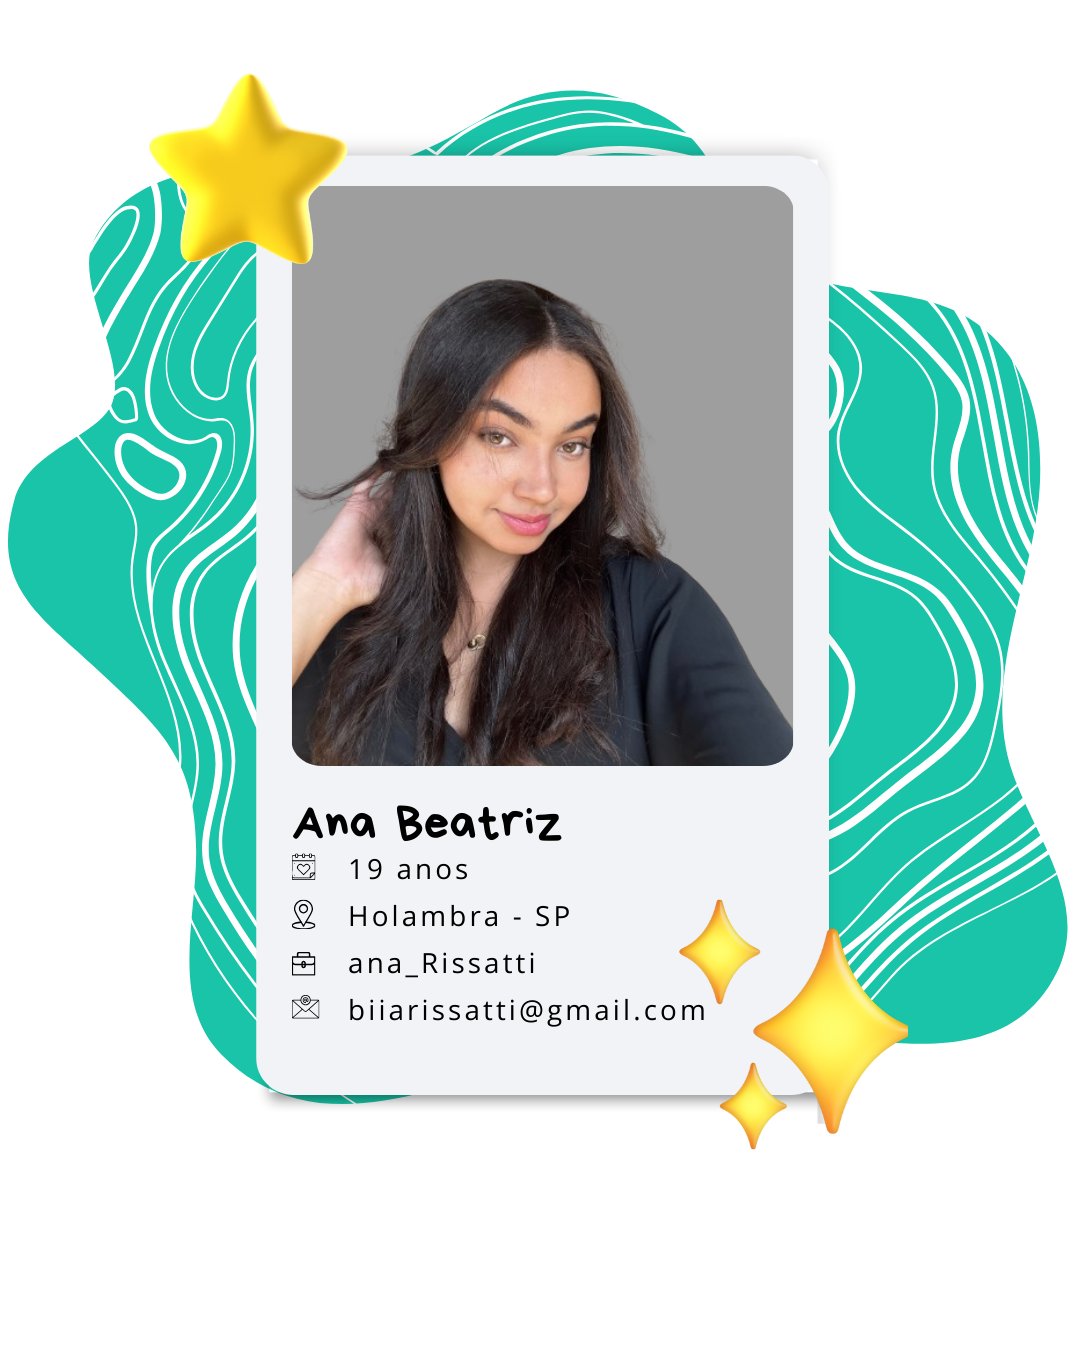 Ana Beatriz
19 anos
Holambra - SP
ana_Rissatti
biiarissatti@gmail.com